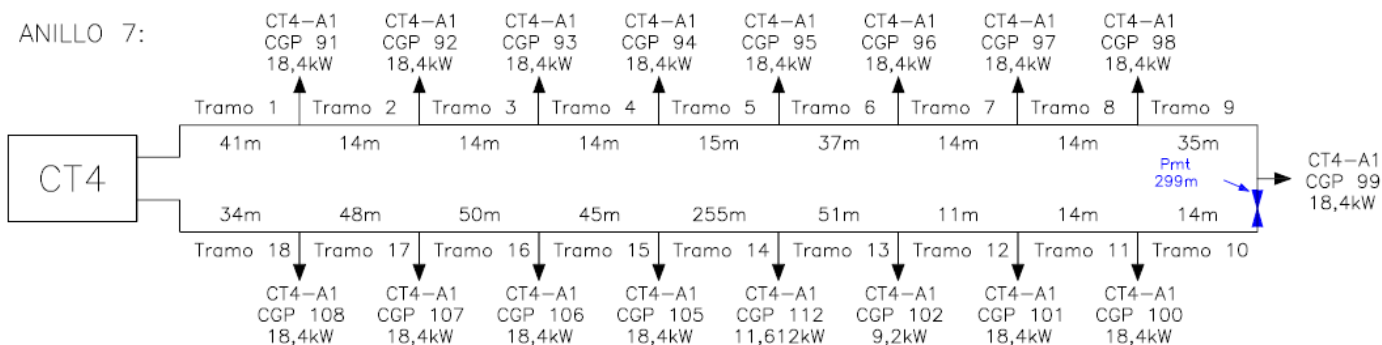 ANILLO 7:
CT4-A1 CT4-A1 CT4-A1 CT4-A1 CT4-A1 CT4-A1 CT4-A1 CT4-A1
CGP 91 CGP 92 CGP 93 CGP 94 CGP 95 CGP 96 CGP 97 CGP 98
18,4kW 18,4kW 18,4kW 18,4kW 18,4kW 18,4kW 18,4kW 18,4kW
Tramo 1 Tramo 2 Tramo 3 Tramo 4 Tramo 5 Tramo 6 Tramo 7 Tramo 8 Tramo 9
41m 14m 14m 14m 15m 37m 14m 14m 35m
CT4
Pmt
299m
CT4-A1
CGP 99
18,4kW
34m 48m 50m 45m 255m 51m 11m 14m 14m
Tramo 18 Tramo 17 Tramo 16 Tramo 15 Tramo 14 Tramo 13 Tramo 12 Tramo 11 Tramo 10
CT4-A1 CT4-A1 CT4-A1 CT4-A1 CT4-A1 CT4-A1 CT4-A1 CT4-A1
CGP 108 CGP 107 CGP 106 CGP 105 CGP 112 CGP 102 CGP 101 CGP 100
18,4kW 18,4kW 18,4kW 18,4kW 11,612kW 9,2kW 18,4kW 18,4kW